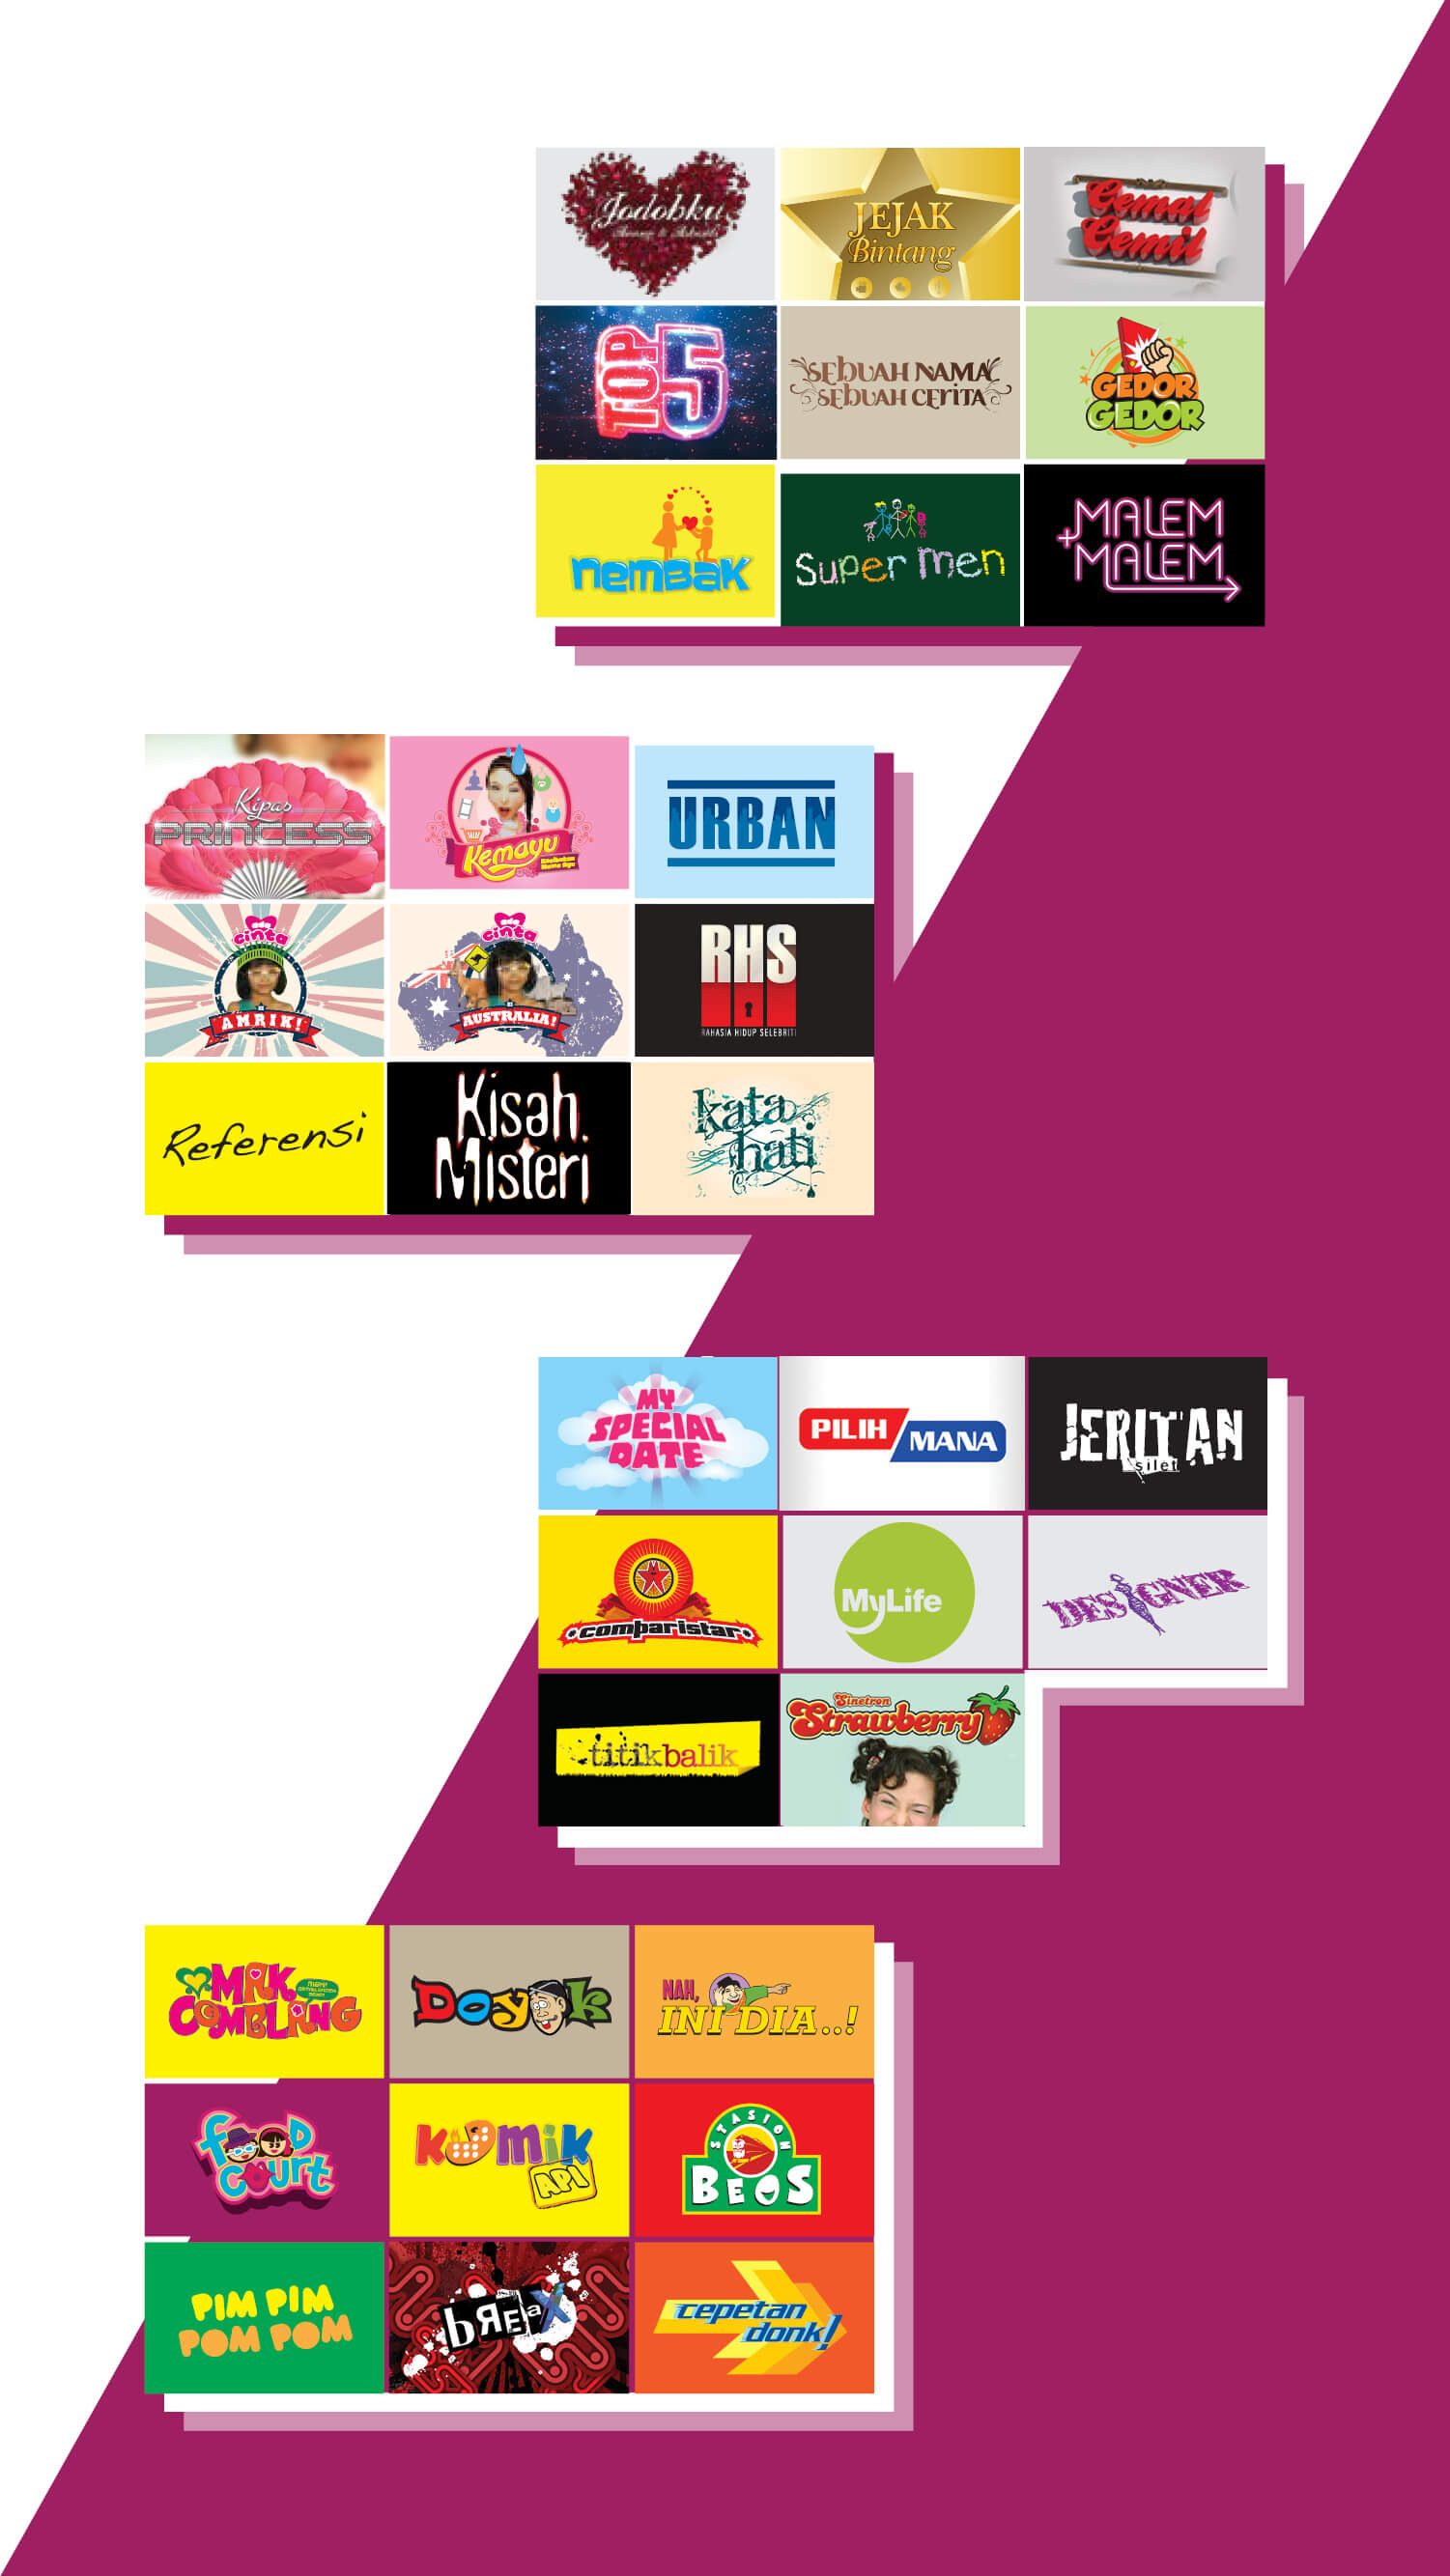 Jodohku
JEJAK
Bintang
Cemal
Cemil
TOP
5
SEbUAH NAMA
SEbUAH CERiTA
GEDOR
GEDOR
nemBaK
Super men
MALEM
MALEM
Kipas
PRINCESS
Kemayu
URBAN
cinta
AMRIK!
cinta
AUSTRALIA!
RHS
RAHASIA HIDUP SELEBRITI
Referensi
Kisah
Misteri
kata
hati
MY
SPECIAL
DATE
PILIH
MANA
JERITAN
silet
comparistar
MyLife
DESIGNER
titikbalik
Sinetron
Strawberry
MAK
COMBLANG
Doyok
NAH,
INI DIA..!
food
court
komik
API
STASION
BEOS
PIM PIM
POM POM
bREaX
cepetan
donk!